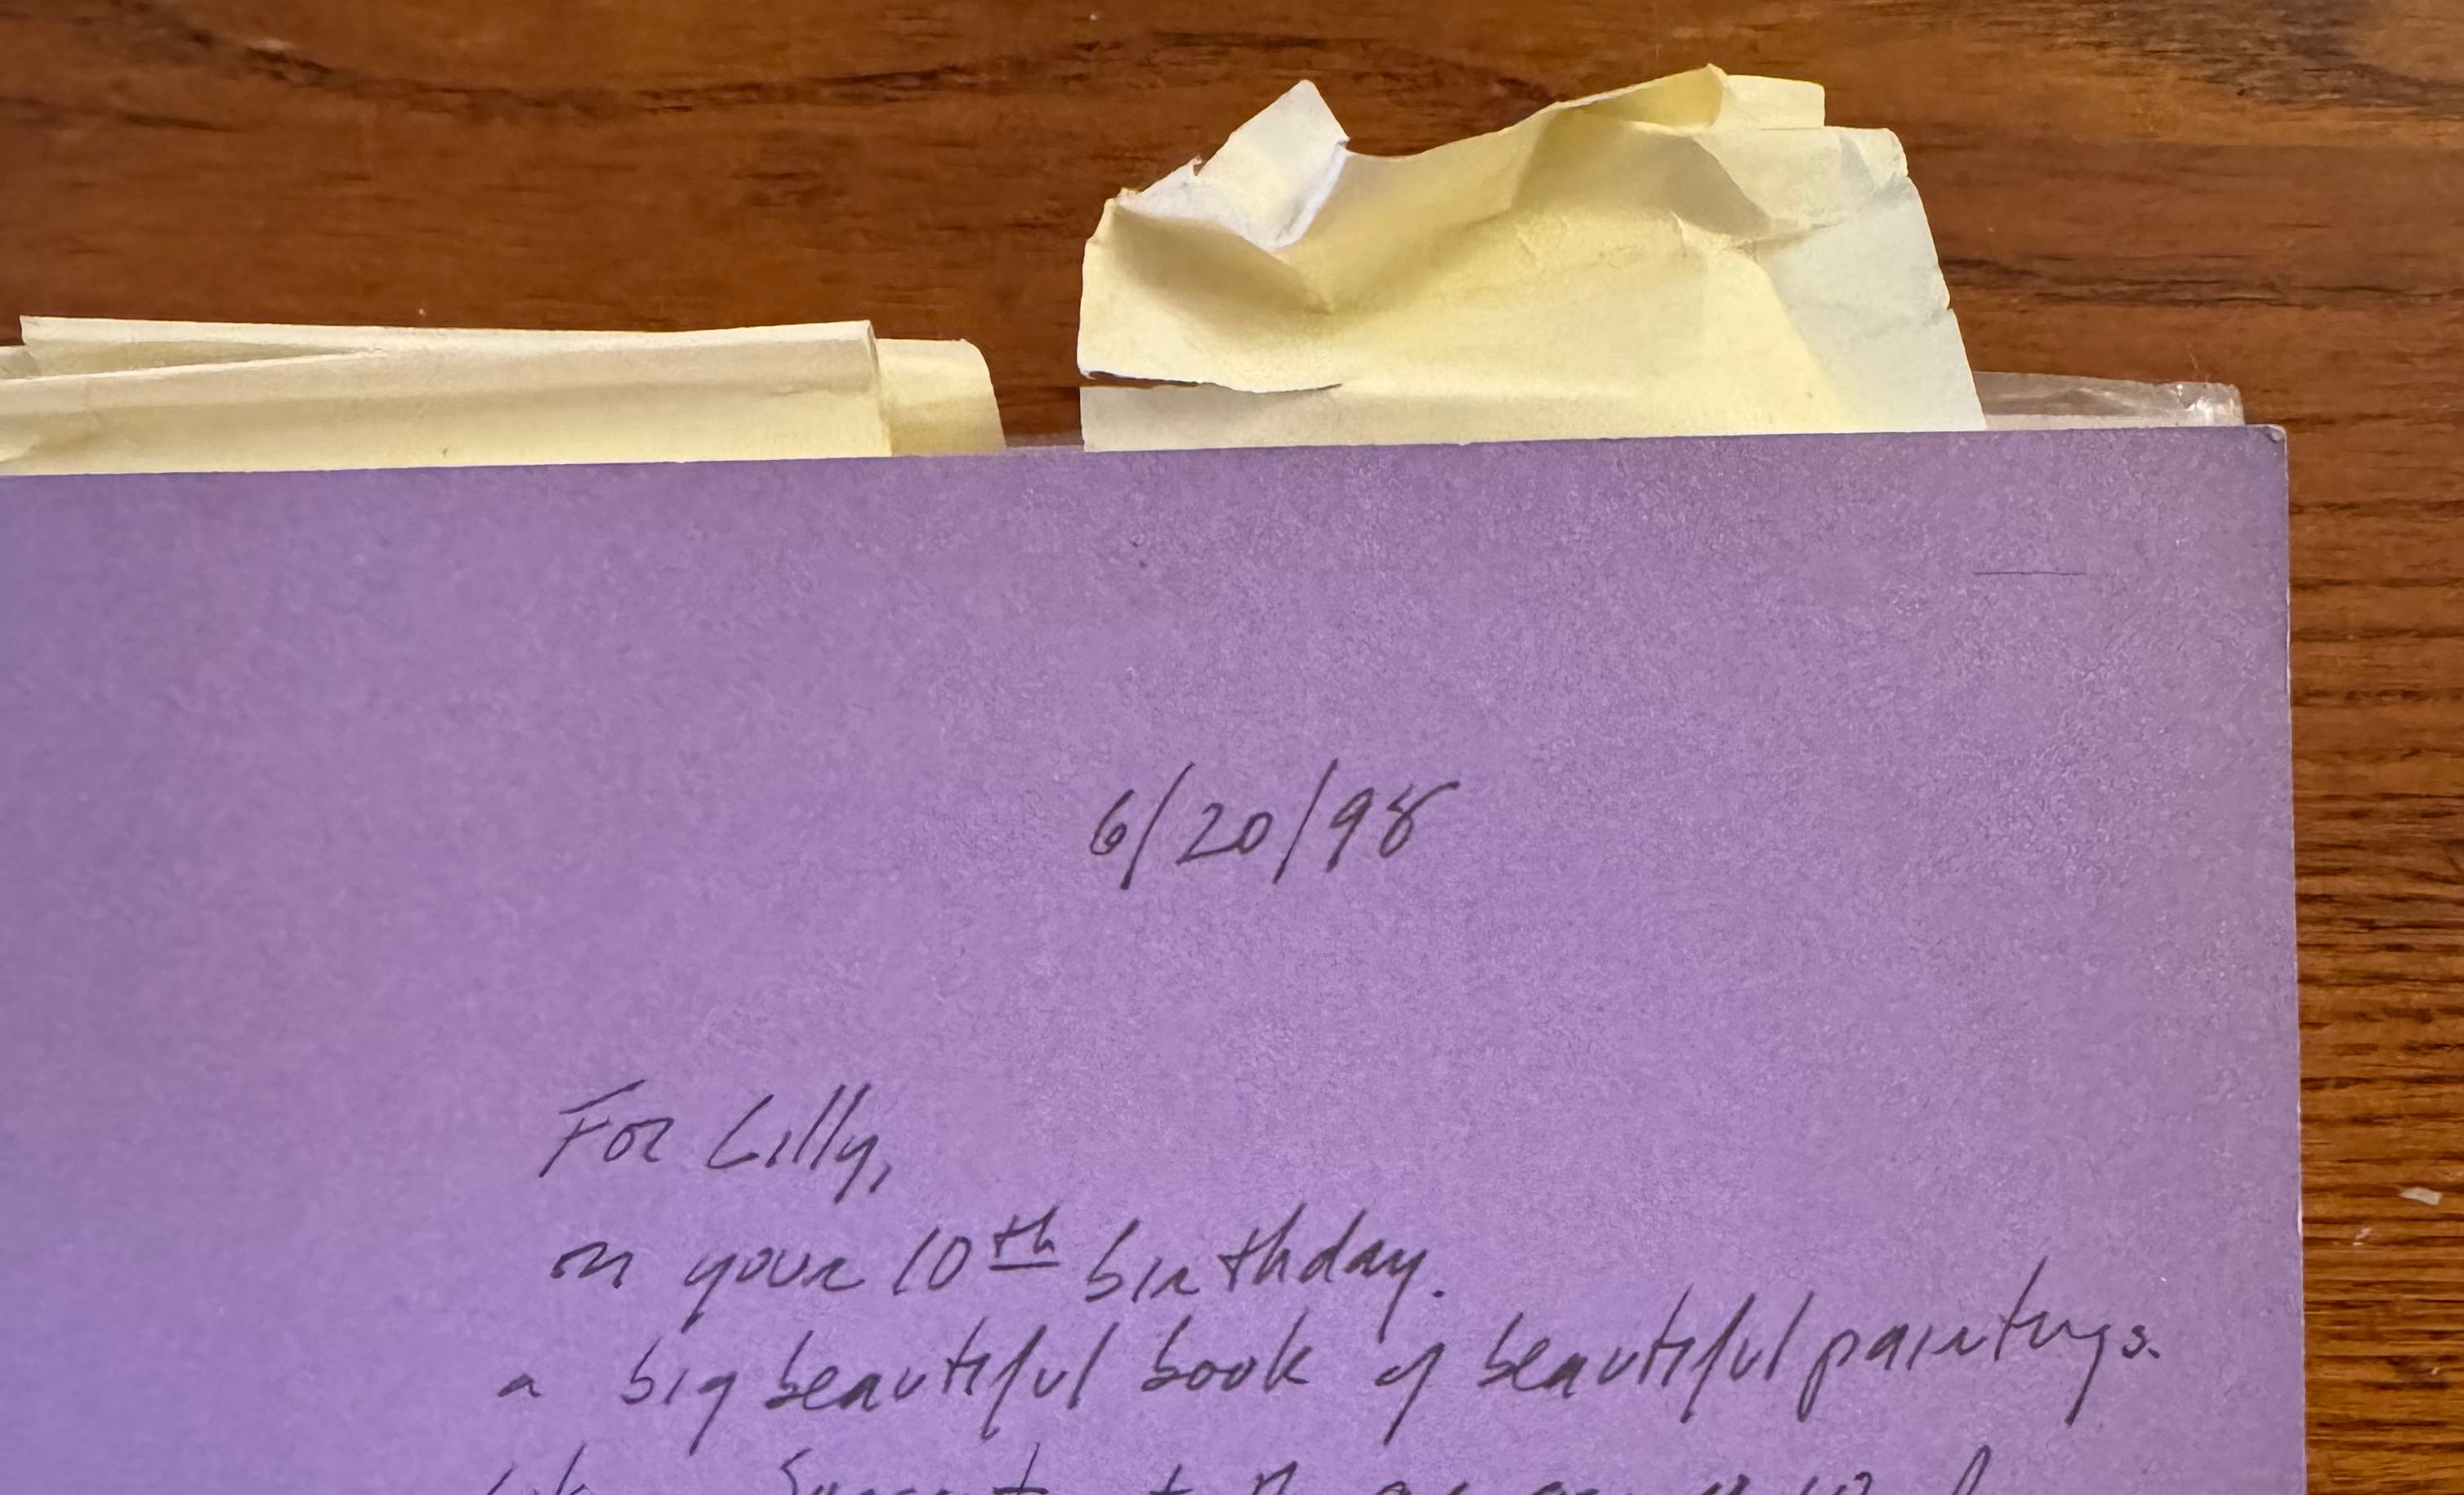 6/20/98
For Lilly,
on your 10th birthday.
a big beautiful book of beautiful paintings.